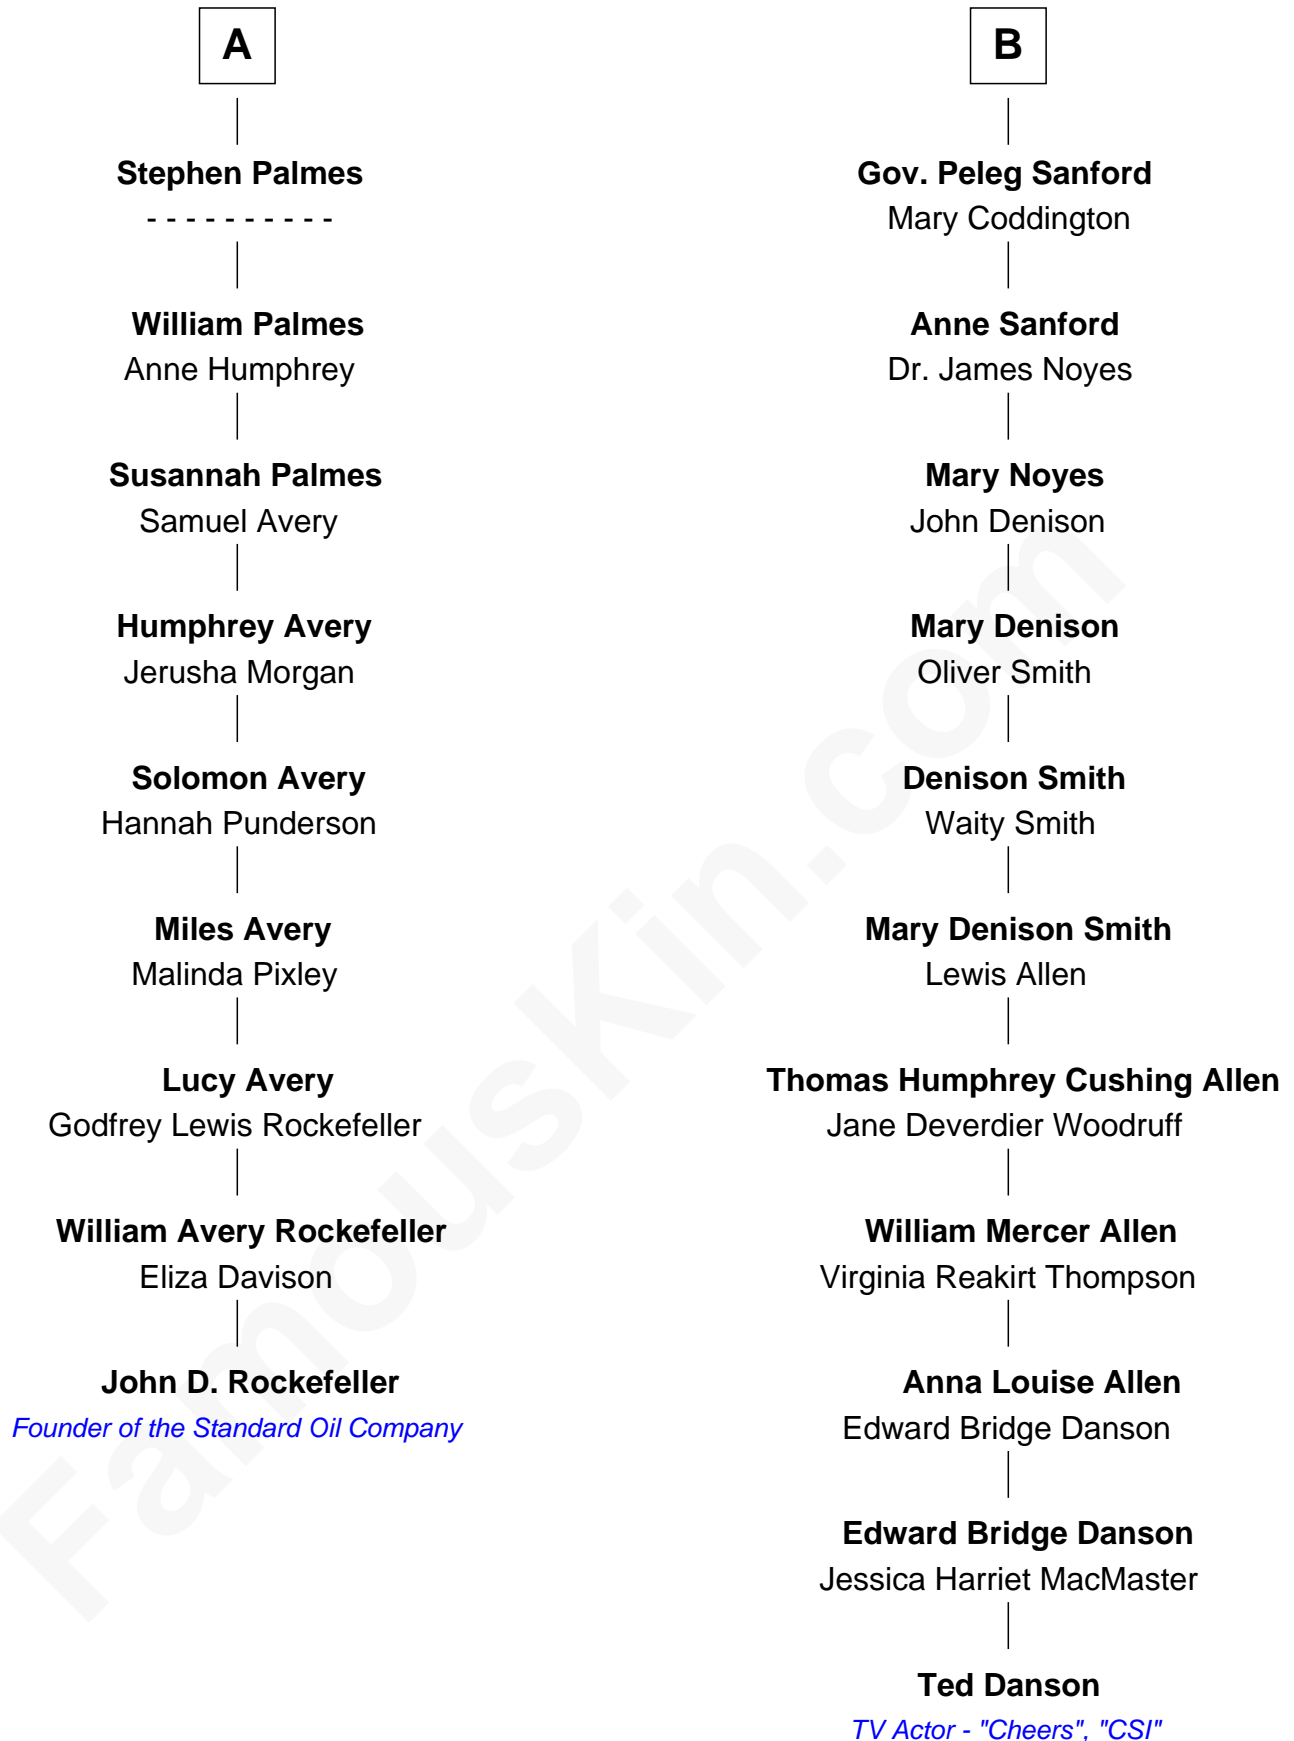 A
Stephen Palmes
- - - - - - - - - -
William Palmes
Anne Humphrey
Susannah Palmes
Samuel Avery
Humphrey Avery
Jerusha Morgan
Solomon Avery
Hannah Punderson
Miles Avery
Malinda Pixley
Lucy Avery
Godfrey Lewis Rockefeller
William Avery Rockefeller
Eliza Davison
John D. Rockefeller
Founder of the Standard Oil Company
B
Gov. Peleg Sanford
Mary Coddington
Anne Sanford
Dr. James Noyes
Mary Noyes
John Denison
Mary Denison
Oliver Smith
Denison Smith
Waity Smith
Mary Denison Smith
Lewis Allen
Thomas Humphrey Cushing Allen
Jane Deverdier Woodruff
William Mercer Allen
Virginia Reakirt Thompson
Anna Louise Allen
Edward Bridge Danson
Edward Bridge Danson
Jessica Harriet MacMaster
Ted Danson
TV Actor - "Cheers", "CSI"
FamousKin.com